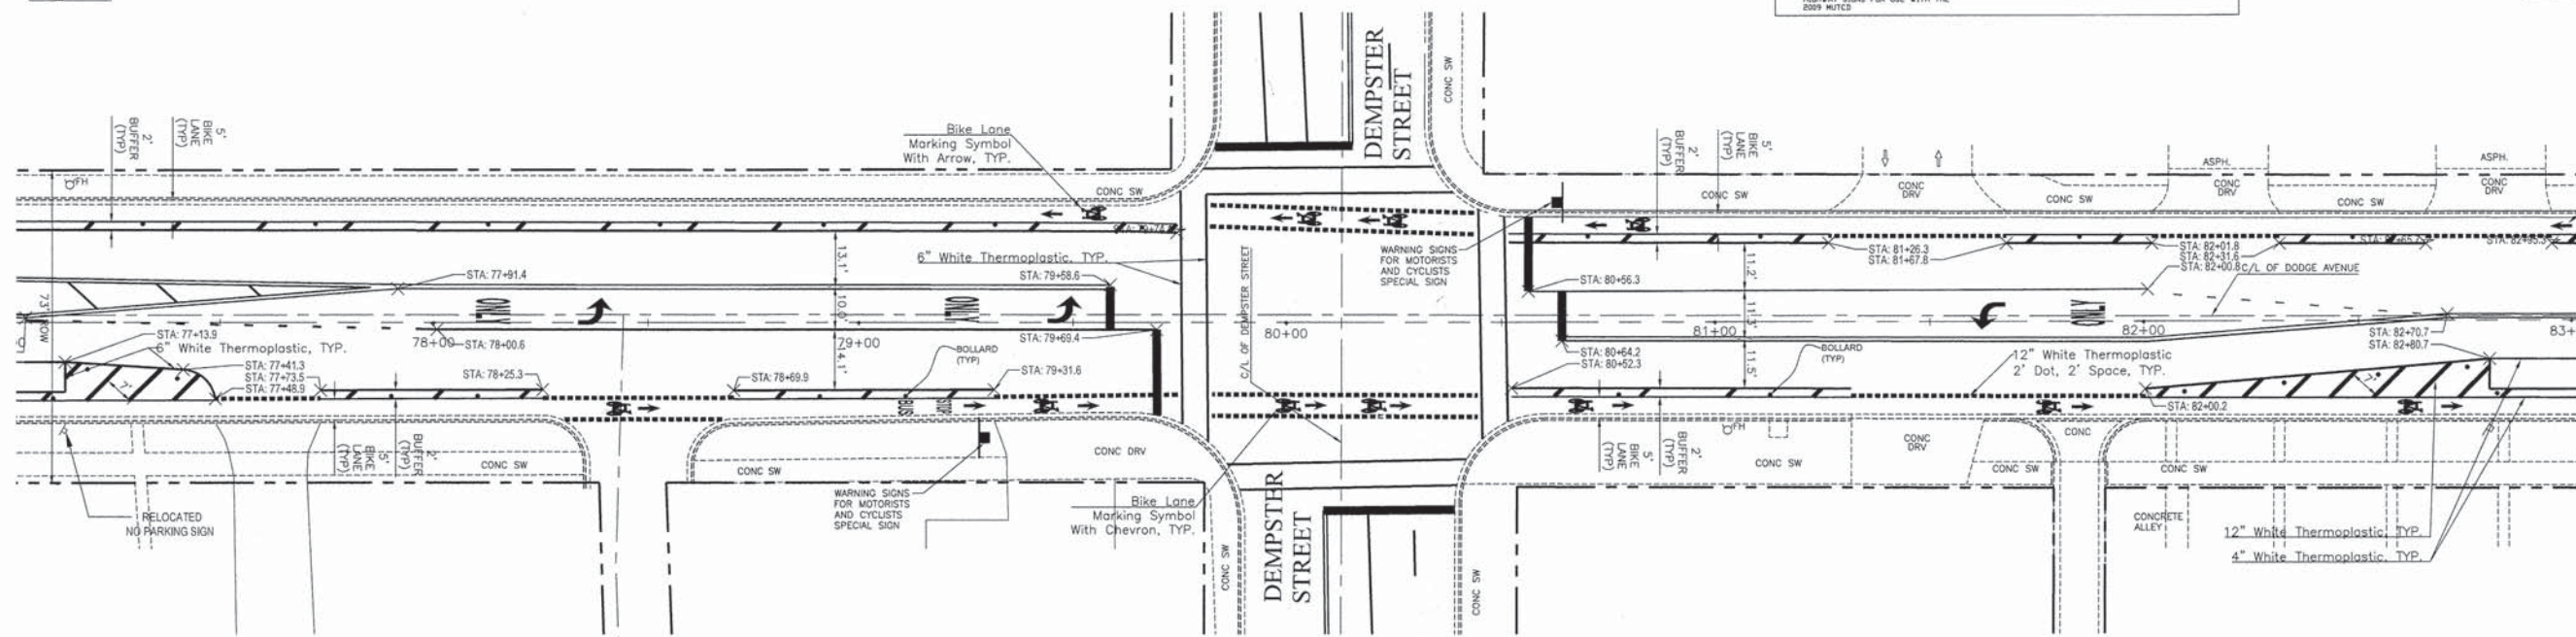 2009 MUTCD
2'
BUFFER
(TYP)
5'
BIKE
LANE
(TYP)
FH
Bike Lane
Marking Symbol
With Arrow, TYP.
CONC SW
DEMPSTER
STREET
CONC SW
2'
BUFFER
(TYP)
5'
BIKE
LANE
(TYP)
CONC SW
CONC
DRV
CONC SW
ASPH.
CONC
DRV
CONC SW
ASPH.
CONC
DRV
73' ROW
STA: 77+91.4
13.1'
10.0'
14.1'
6" White Thermoplastic, TYP.
STA: 79+58.6
ONLY
ONLY
C/L OF DEMPSTER STREET
WARNING SIGNS
FOR MOTORISTS
AND CYCLISTS
SPECIAL SIGN
STA: 80+56.3
STA: 81+26.3
STA: 81+67.8
11.2'
11.3'
11.5'
STA: 82+01.8
STA: 82+31.6
STA: 82+00.8
C/L OF DODGE AVENUE
ONLY
STA: 77+13.9
6" White Thermoplastic, TYP.
STA: 77+41.3
STA: 77+73.5
STA: 77+48.9
78+00
STA: 78+00.6
STA: 78+25.3
79+00
STA: 78+69.9
BOLLARD
(TYP)
STA: 79+69.4
STA: 79+31.6
80+00
81+00
82+00
83+
STA: 80+64.2
STA: 80+52.3
BOLLARD
(TYP)
12" White Thermoplastic
2' Dot, 2' Space, TYP.
STA: 82+70.7
STA: 82+80.7
STA: 82+00.2
7'
BUS
STOP
5'
BIKE
LANE
(TYP)
2'
BUFFER
(TYP)
CONC SW
CONC SW
CONC DRV
RELOCATED
NO PARKING SIGN
WARNING SIGNS
FOR MOTORISTS
AND CYCLISTS
SPECIAL SIGN
Bike Lane
Marking Symbol
With Chevron, TYP.
CONC SW
DEMPSTER
STREET
CONC SW
5'
BIKE
LANE
(TYP)
2'
BUFFER
(TYP)
FH
CONC SW
CONC
DRV
CONC SW
CONC
CONC SW
CONCRETE
ALLEY
12" White Thermoplastic, TYP.
4" White Thermoplastic, TYP.